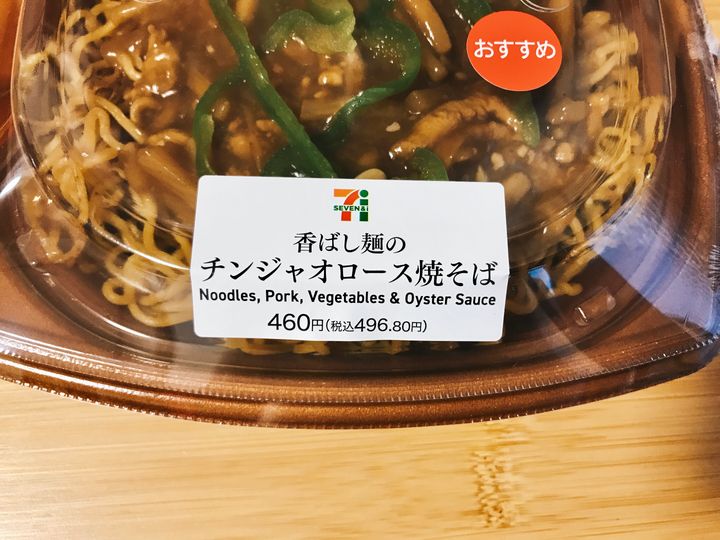 おすすめ
SEVEN&i
香ばし麺の
チンジャオロース焼そば
Noodles, Pork, Vegetables & Oyster Sauce
460円(税込496.80円)